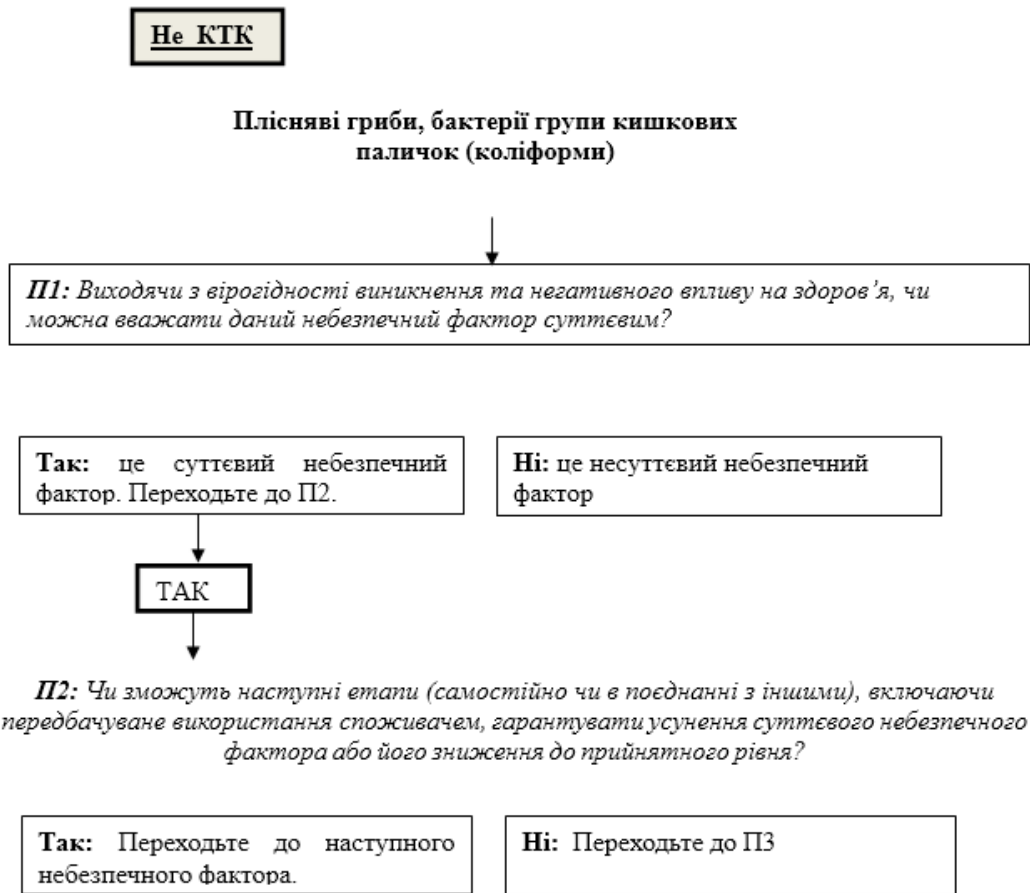 Не КТК
Плісняві гриби, бактерії групи кишкових
паличок (коліформи)
П1: Виходячи з вірогідності виникнення та негативного впливу на здоров’я, чи
можна вважати даний небезпечний фактор суттєвим?
Так: це суттєвий небезпечний
фактор. Переходьте до П2.
Ні: це несуттєвий небезпечний
фактор
ТАК
П2: Чи зможуть наступні етапи (самостійно чи в поєднанні з іншими), включаючи
передбачуване використання споживачем, гарантувати усунення суттєвого небезпечного
фактора або його зниження до прийнятного рівня?
Так: Переходьте до наступного
небезпечного фактора.
Ні: Переходьте до П3